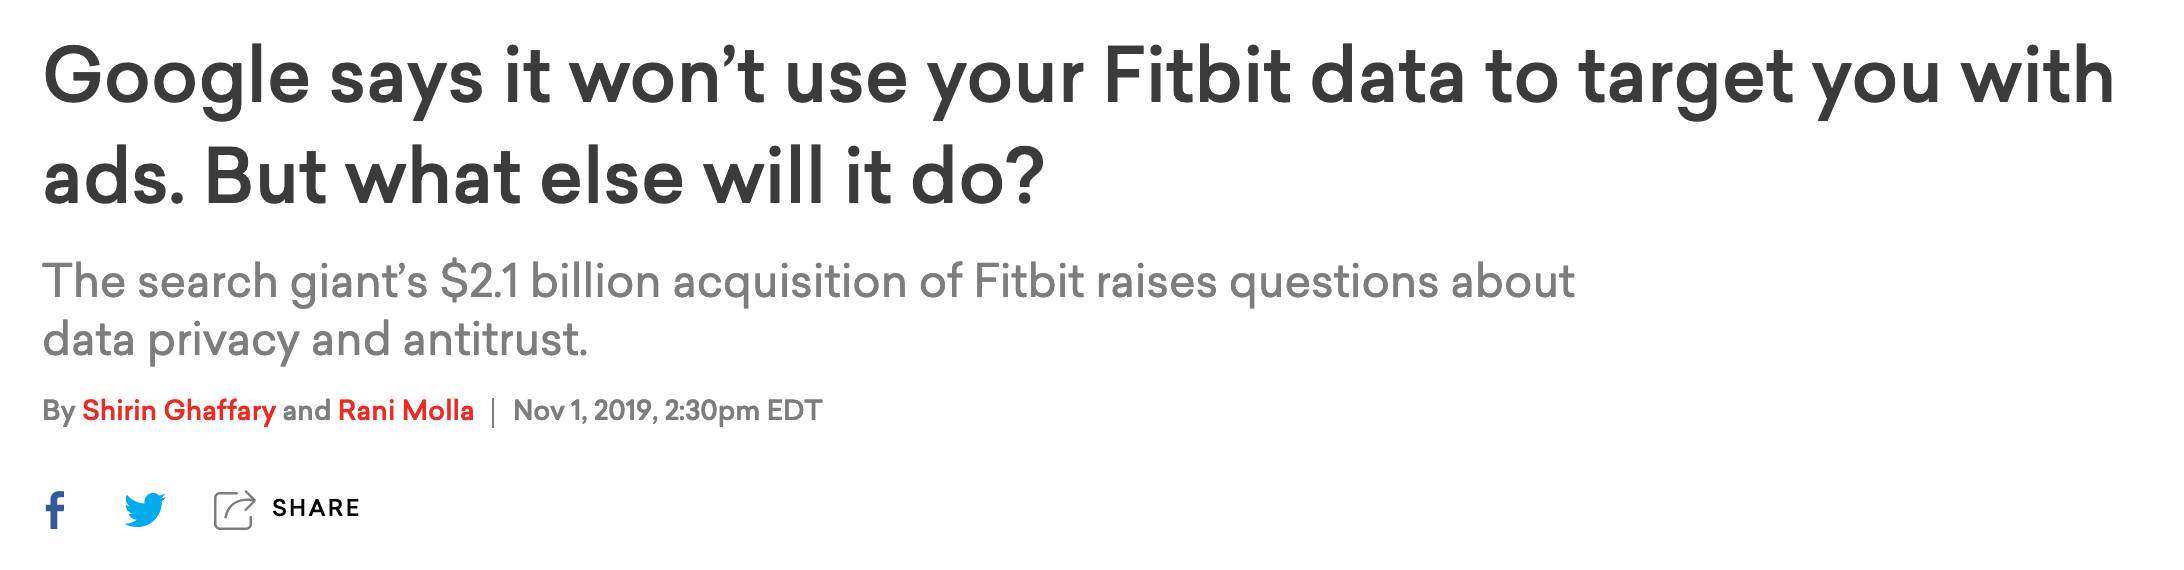 Google says it won’t use your Fitbit data to target you with
ads. But what else will it do?
The search giant’s $2.1 billion acquisition of Fitbit raises questions about
data privacy and antitrust.
By Shirin Ghaffary and Rani Molla | Nov 1, 2019, 2:30pm EDT
SHARE